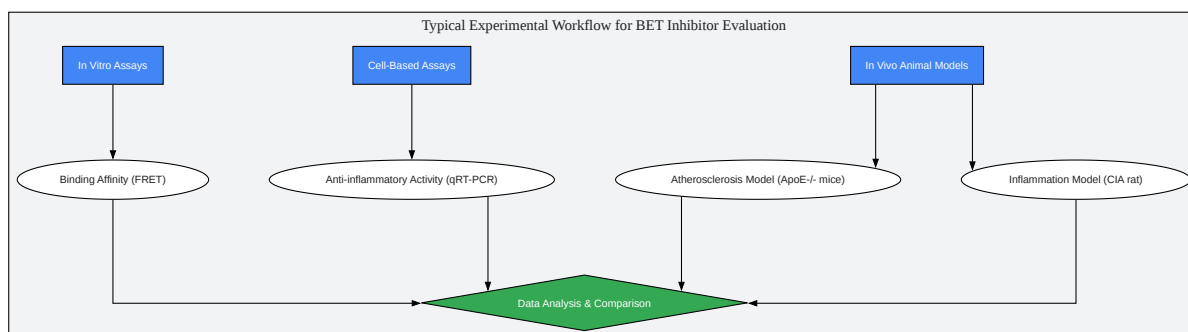 Typical Experimental Workflow for BET Inhibitor Evaluation
In Vitro Assays
Cell-Based Assays
In Vivo Animal Models
Binding Affinity (FRET)
Anti-inflammatory Activity (qRT-PCR)
Atherosclerosis Model (ApoE-/- mice)
Inflammation Model (CIA rat)
Data Analysis & Comparison